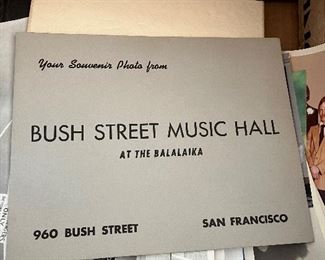 Your Souvenir Photo from
BUSH STREET MUSIC HALL
AT THE BALALAIKA
960 BUSH STREET SAN FRANCISCO